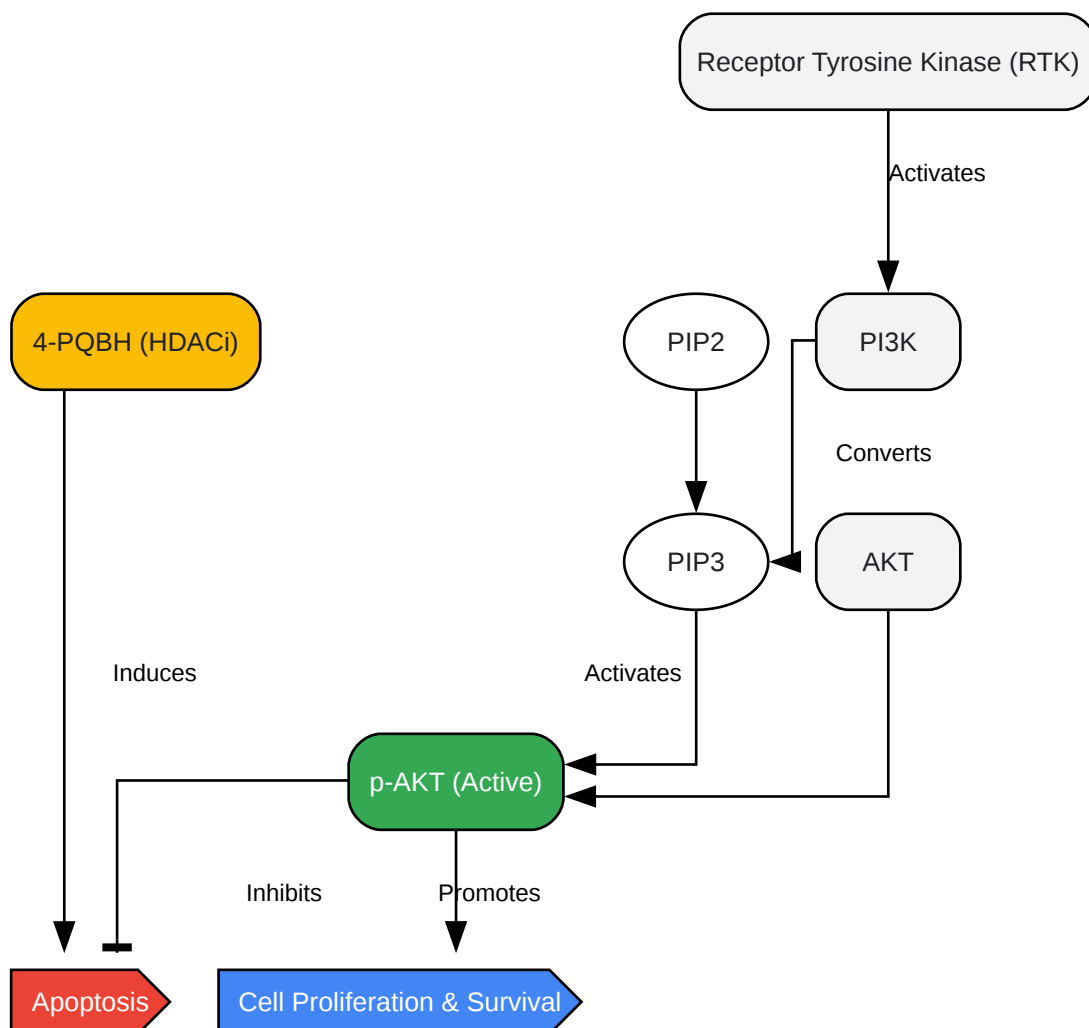 Receptor Tyrosine Kinase (RTK)
Activates
4-PQBH (HDACi)
PIP2
PI3K
Converts
PIP3
AKT
Induces
Activates
p-AKT (Active)
Inhibits
Promotes
Apoptosis
Cell Proliferation & Survival